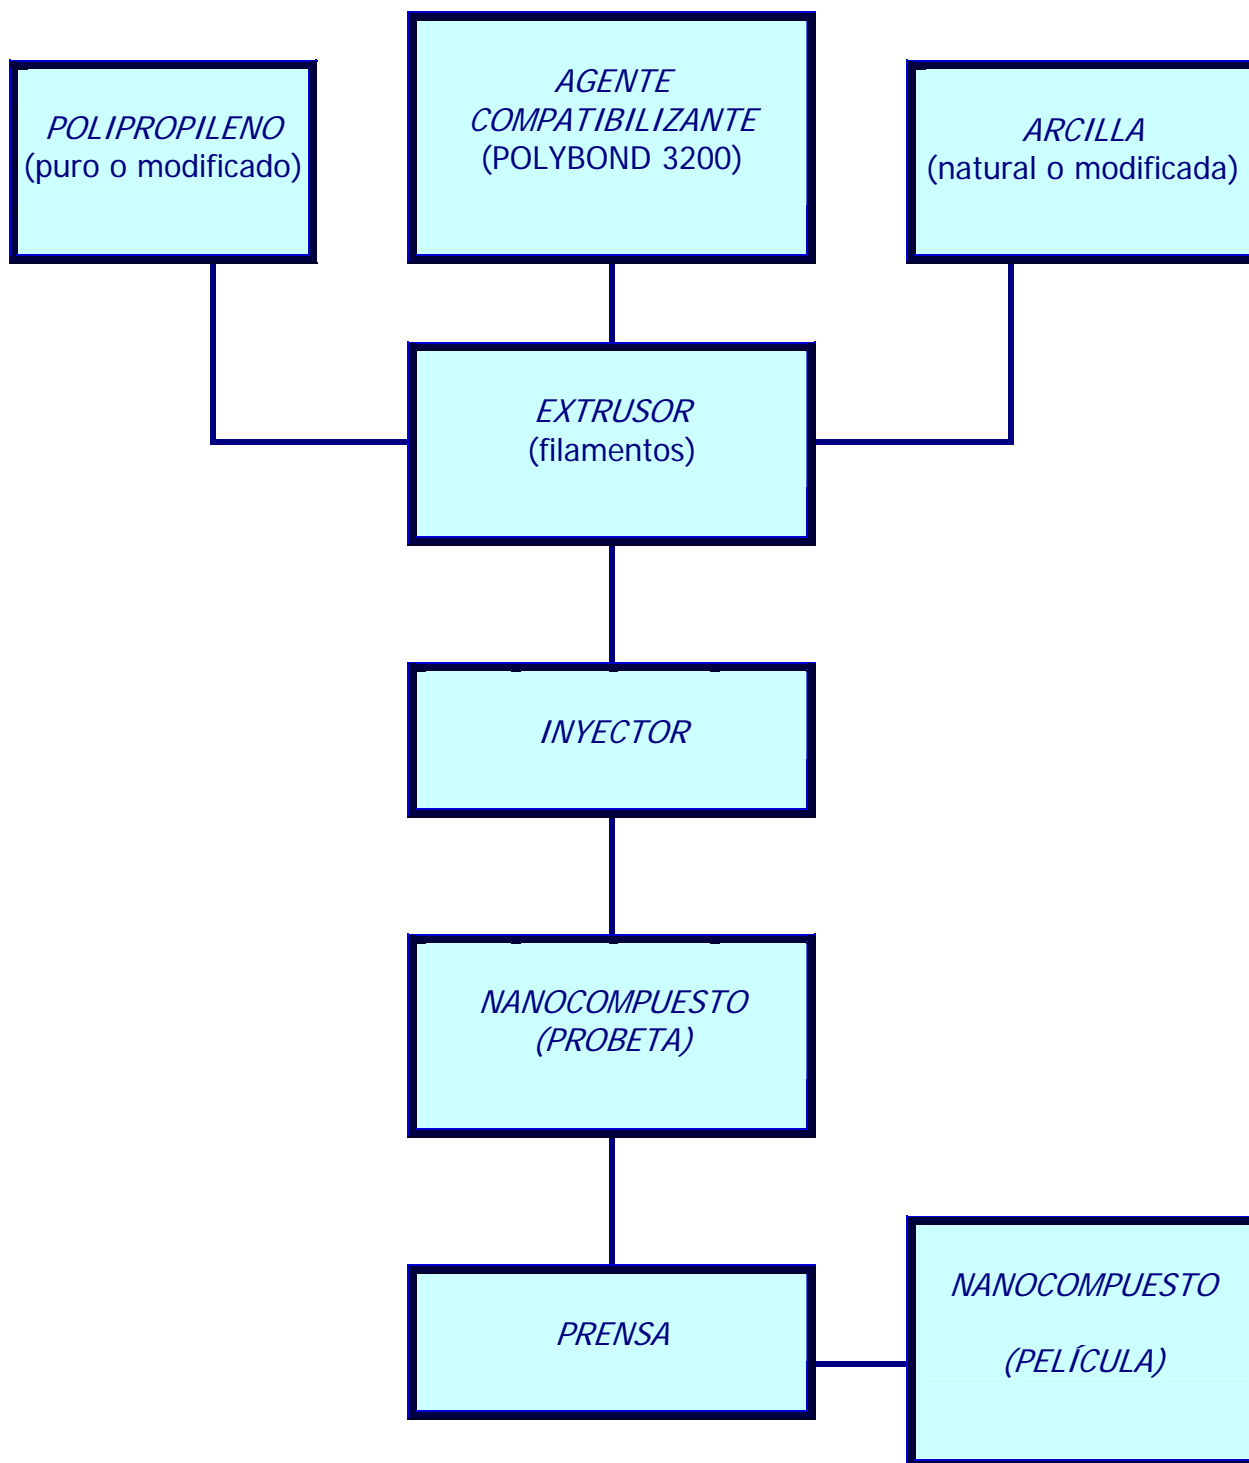 POLIPROPILENO
(puro o modificado)
AGENTE
COMPATIBILIZANTE
(POLYBOND 3200)
ARCILLA
(natural o modificada)
EXTRUSOR
(filamentos)
INYECTOR
NANOCOMPUESTO
(PROBETA)
PRENSA
NANOCOMPUESTO
(PELÍCULA)